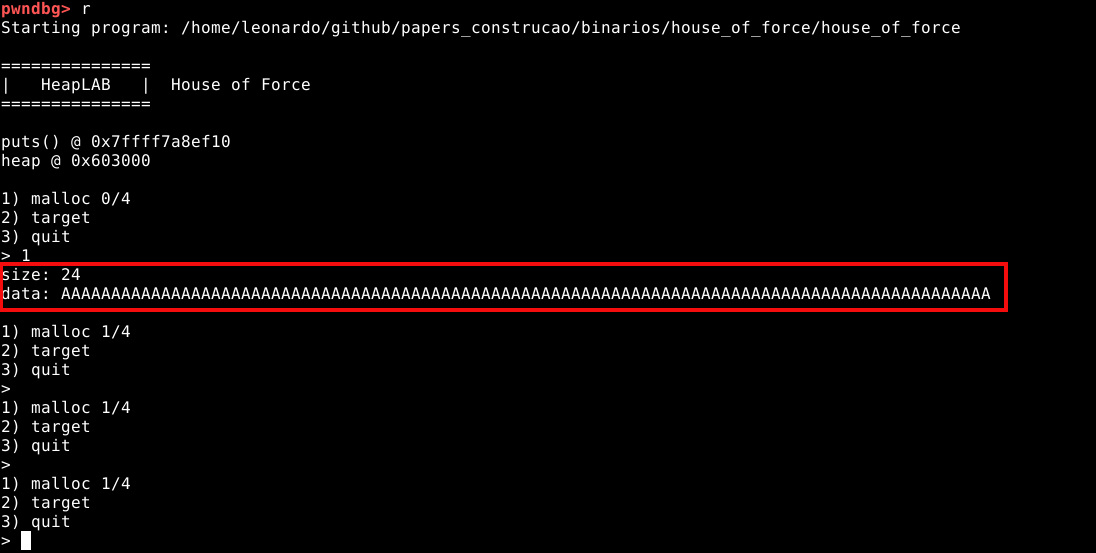 pwndbg> r
Starting program: /home/leonardo/github/papers_construcao/binarios/house_of_force/house_of_force
===============
|   HeapLAB   |  House of Force
===============
puts() @ 0x7ffff7a8ef10
heap @ 0x603000
1) malloc 0/4
2) target
3) quit
> 1
size: 24
data: AAAAAAAAAAAAAAAAAAAAAAAAAAAAAAAAAAAAAAAAAAAAAAAAAAAAAAAAAAAAAAAAAAAAAAAAAAAAAAAAAAAAAAAAAAAAA
1) malloc 1/4
2) target
3) quit
>
1) malloc 1/4
2) target
3) quit
>
1) malloc 1/4
2) target
3) quit
>